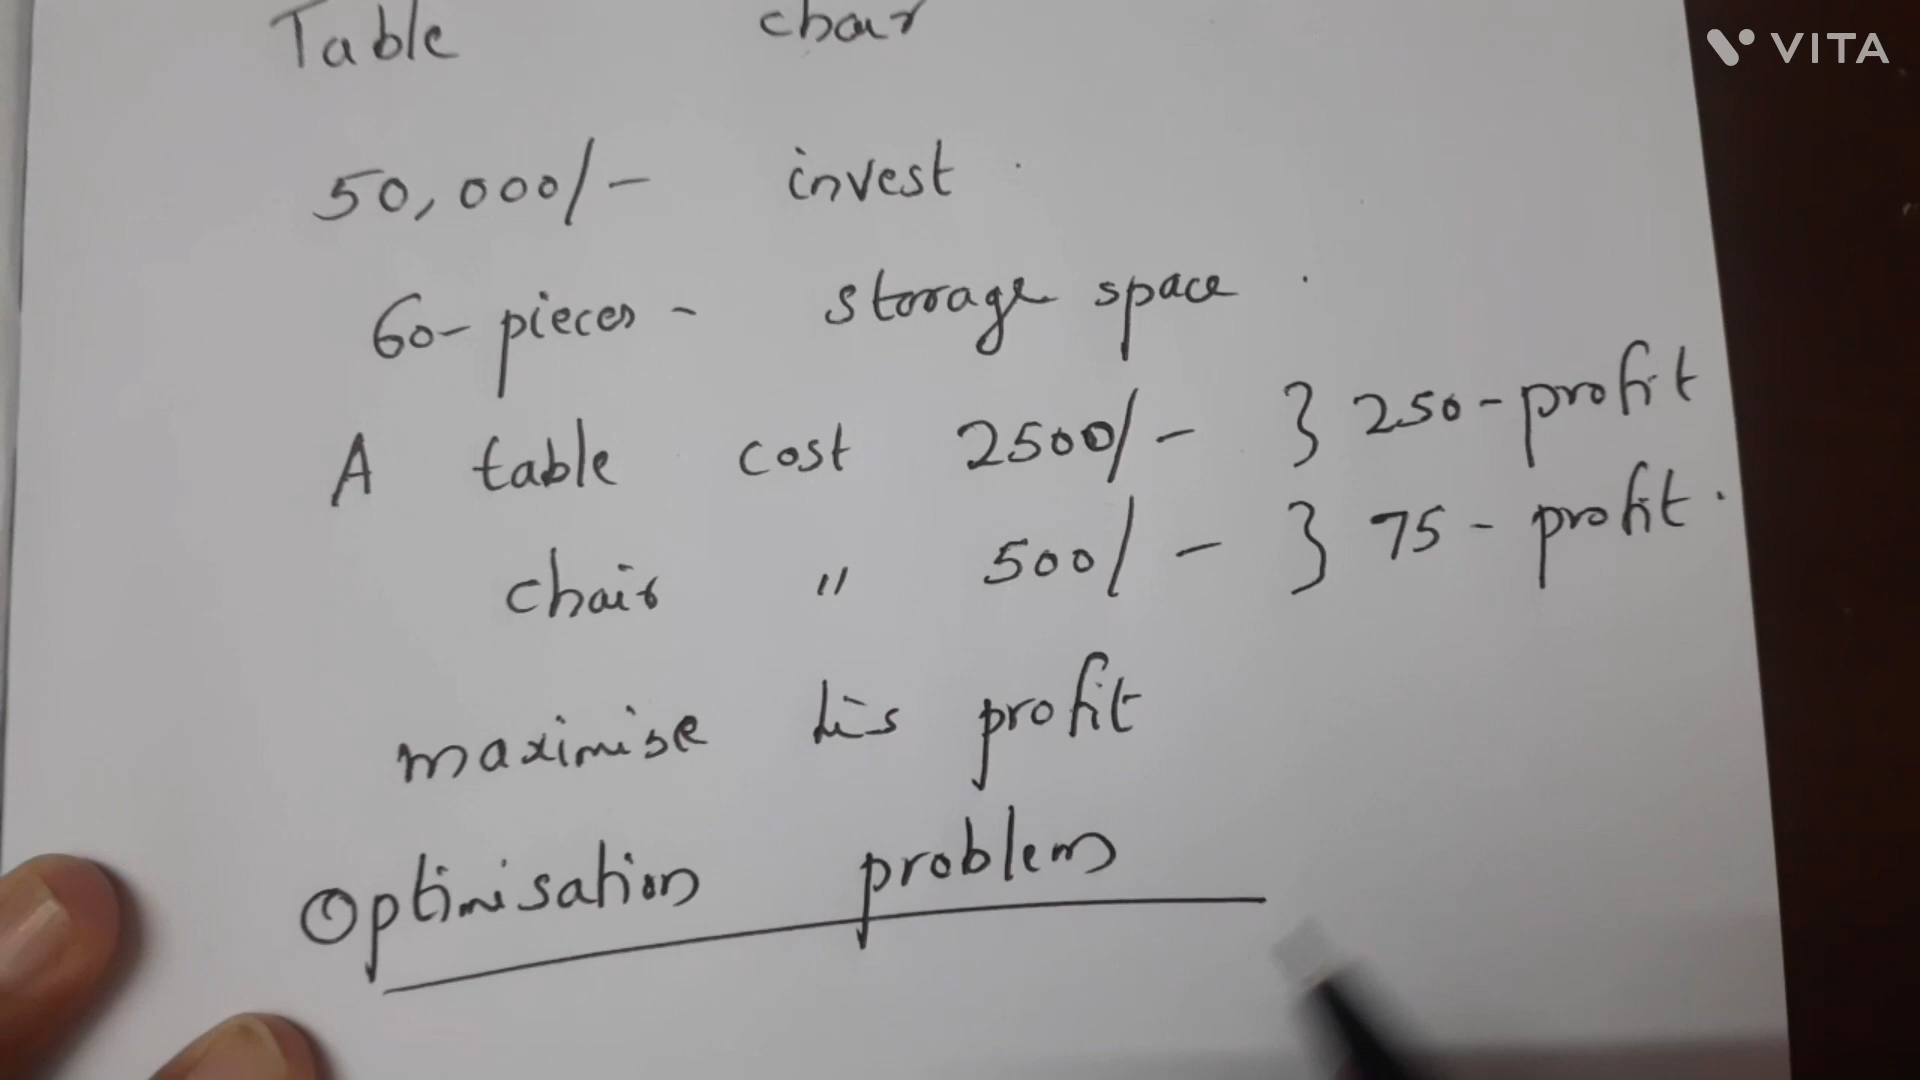 Table chair
VITA
50,000/- invest.
60- pieces - storage space.
A table cost 2500/- } 250-profit
chair " 500/- } 75 - profit.
maximise his profit
Optimisation problem